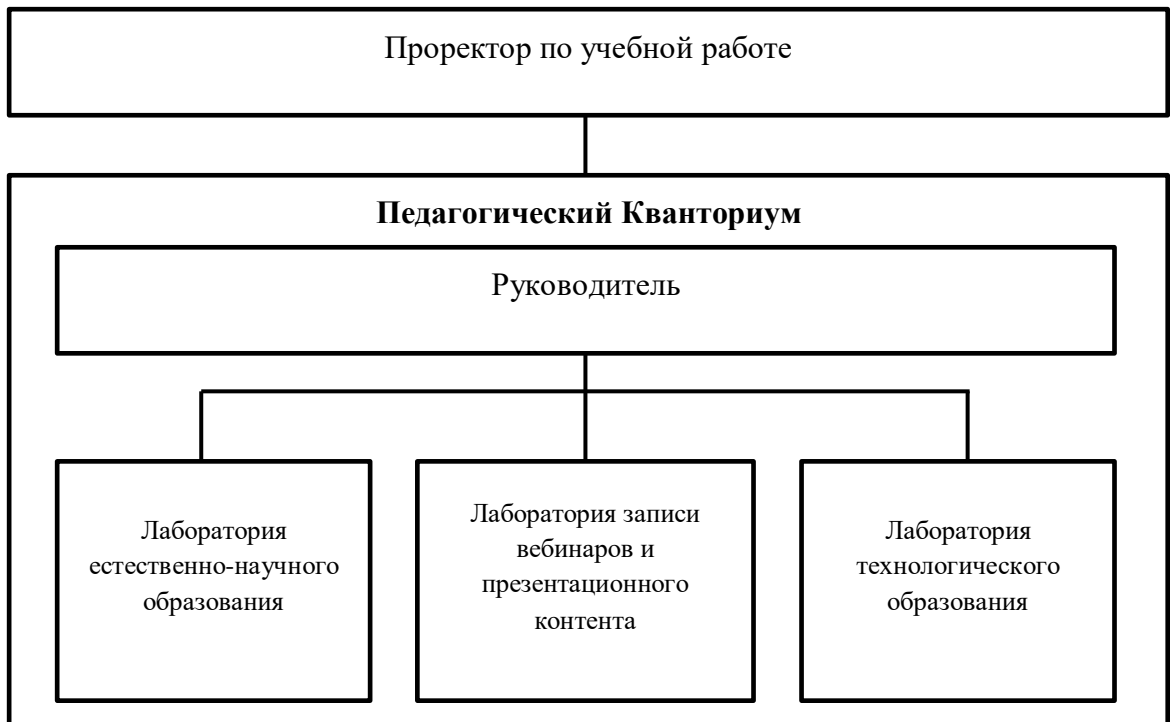 Проректор по учебной работе
Педагогический Кванториум
Руководитель
Лаборатория
естественно-научного
образования
Лаборатория записи
вебинаров и
презентационного
контента
Лаборатория
технологического
образования